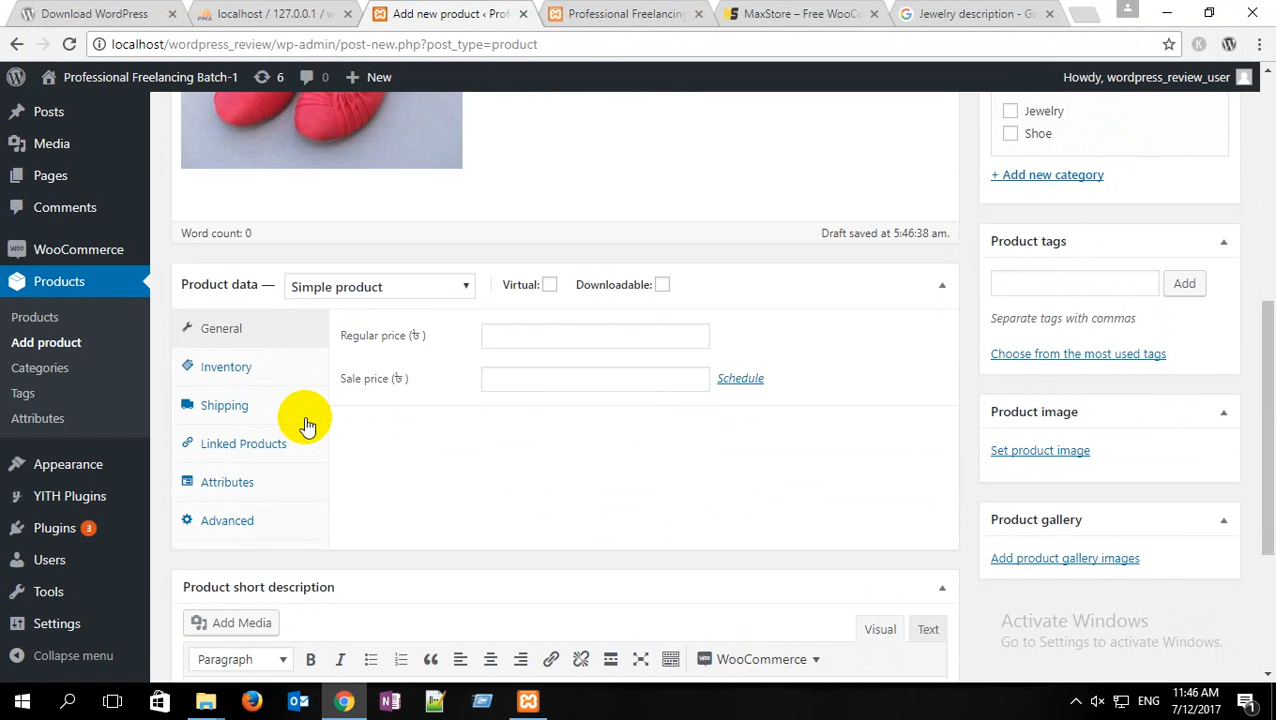 Download WordPress
localhost / 127.0.0.1 / w
Add new product ‹ Prof
Professional Freelancing
MaxStore – Free WooCo
Jewelry description - Go
localhost/wordpress_review/wp-admin/post-new.php?post_type=product
Professional Freelancing Batch-1
6
0
New
Howdy, wordpress_review_user
Posts
Media
Pages
Comments
WooCommerce
Products
Products
Add product
Categories
Tags
Attributes
Appearance
YITH Plugins
Plugins 3
Users
Tools
Settings
Collapse menu
Word count: 0
Draft saved at 5:46:38 am.
Product data —
Simple product
Virtual:
Downloadable:
General
Inventory
Shipping
Linked Products
Attributes
Advanced
Regular price (৳ )
Sale price (৳ )
Schedule
Product short description
Add Media
Visual
Text
Paragraph
WooCommerce
Jewelry
Shoe
+ Add new category
Product tags
Add
Separate tags with commas
Choose from the most used tags
Product image
Set product image
Product gallery
Add product gallery images
Activate Windows
Go to Settings to activate Windows.
ENG
11:46 AM
7/12/2017
1